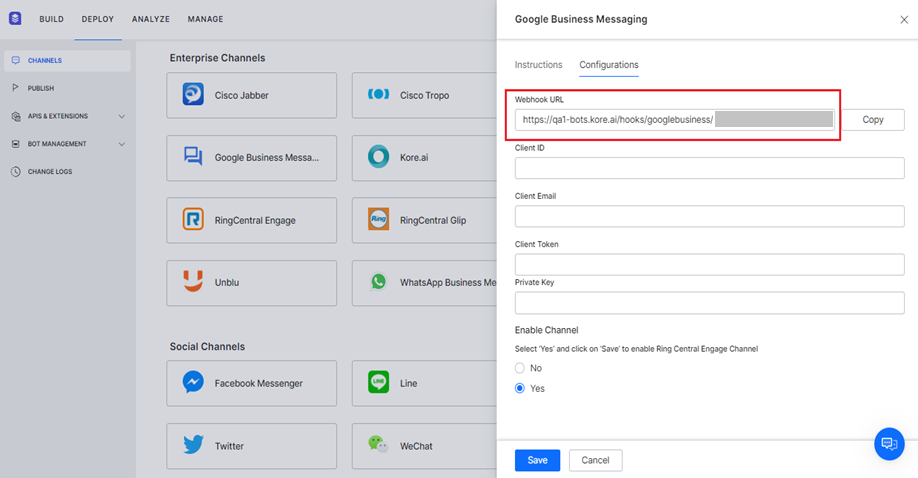 BUILD
DEPLOY
ANALYZE
MANAGE
CHANNELS
PUBLISH
APIS & EXTENSIONS
BOT MANAGEMENT
CHANGE LOGS
Enterprise Channels
Cisco Jabber
Cisco Tropo
Google Business Messa...
Kore.ai
RingCentral Engage
Ring
RingCentral Glip
Unblu
WhatsApp Business Me
Social Channels
Facebook Messenger
LINE
Line
Twitter
WeChat
Google Business Messaging
Instructions
Configurations
Webhook URL
https://qa1-bots.kore.ai/hooks/googlebusiness/
Copy
Client ID
Client Email
Client Token
Private Key
Enable Channel
Select 'Yes' and click on 'Save' to enable Ring Central Engage Channel
No
Yes
Save
Cancel